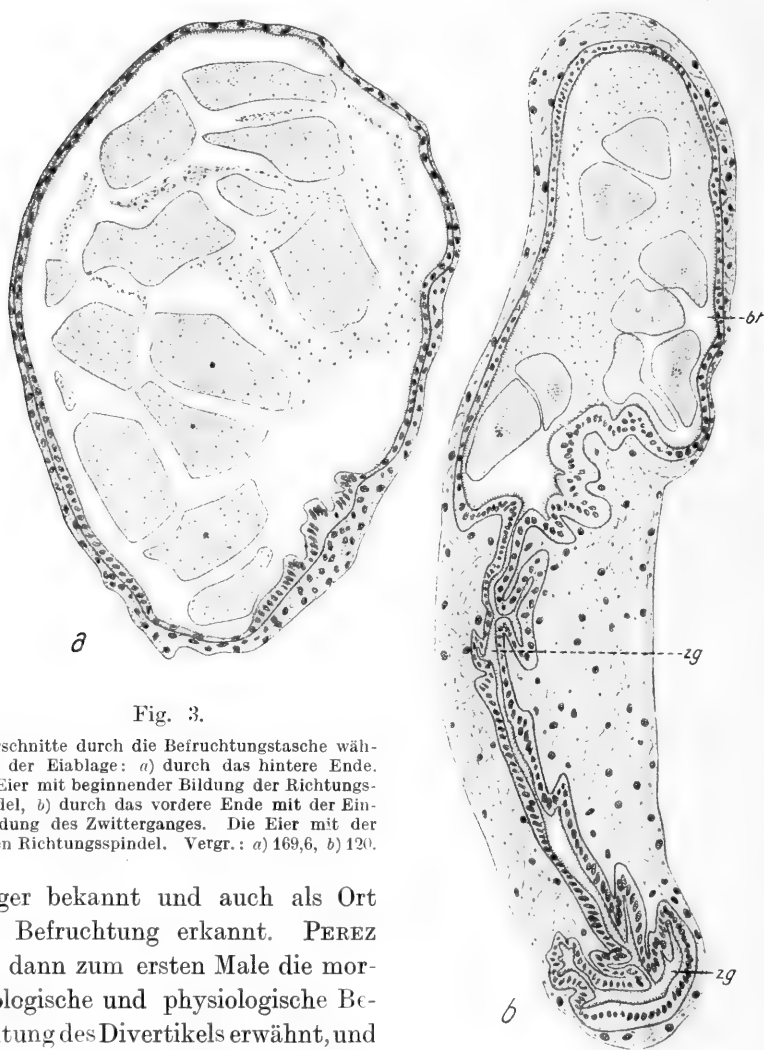 br
zg
a
Fig. 3.
schnitte durch die Befruchtungstasche wäh-
der Eiablage: a) durch das hintere Ende.
Eier mit beginnender Bildung der Richtungs-
del, b) durch das vordere Ende mit der Ein-
dung des Zwitterganges. Die Eier mit der
n Richtungsspindel. Vergr.: a) 169,6, b) 120.
ger bekannt und auch als Ort
Befruchtung erkannt. PEREZ
dann zum ersten Male die mor-
ologische und physiologische Be-
tung des Divertikels erwähnt, und
zg
b